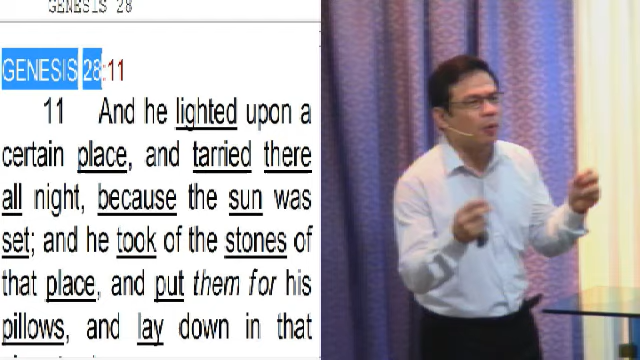 GENESIS 28
GENESIS 28:11
11 And he lighted upon a
certain place, and tarried there
all night, because the sun was
set; and he took of the stones of
that place, and put them for his
pillows, and lay down in that